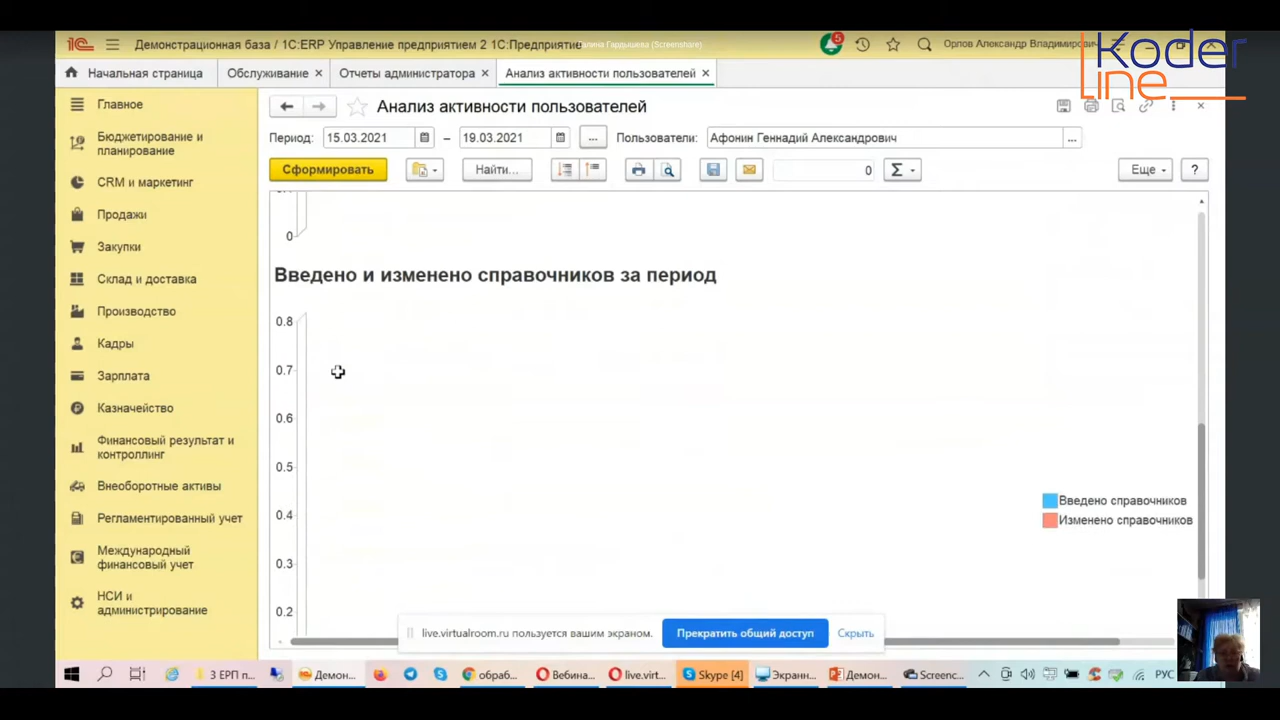 Демонстрационная база / 1С:ERP Управление предприятием 2 1С:Предприятие
(Screenshare)
5
Орлов Александр Владимирович
Koder
line
Начальная страница
Обслуживание ×
Отчеты администратора ×
Анализ активности пользователей ×
Главное
Бюджетирование и
планирование
CRM и маркетинг
Продажи
Закупки
Склад и доставка
Производство
Кадры
Зарплата
Казначейство
Финансовый результат и
контроллинг
Внеоборотные активы
Регламентированный учет
Международный
финансовый учет
НСИ и
администрирование
Анализ активности пользователей
Период: 15.03.2021 – 19.03.2021 ... Пользователи: Афонин Геннадий Александрович ...
Сформировать Найти... 0 Σ Еще ?
0
Введено и изменено справочников за период
0.8
0.7
0.6
0.5
0.4
0.3
0.2
Введено справочников
Изменено справочников
live.virtualroom.ru пользуется вашим экраном. Прекратить общий доступ Скрыть
3 ЕРП п... Демон... обраб... Вебина... live.virt... Skype [4] Экранн... Демон... Screenc... РУС